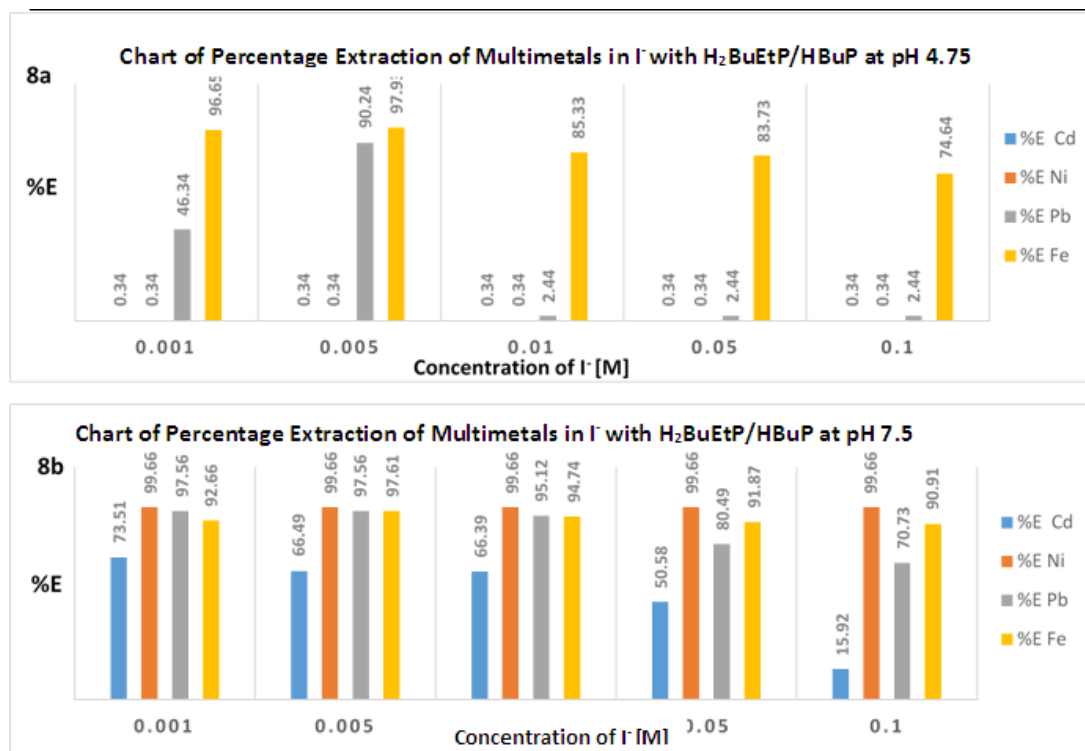 Chart of Percentage Extraction of Multimetals in I⁻ with H₂BuEtP/HBuP at pH 4.75
8a
%E
0.34 0.34 46.34 96.65 0.34 0.34 90.24 97.93 0.34 0.34 2.44 85.33 0.34 0.34 2.44 83.73 0.34 0.34 2.44 74.64
%E Cd
%E Ni
%E Pb
%E Fe
0.001 0.005 0.01 0.05 0.1
Concentration of I⁻ [M]
Chart of Percentage Extraction of Multimetals in I⁻ with H₂BuEtP/HBuP at pH 7.5
8b
%E
73.51 99.66 97.56 92.66 66.49 99.66 97.56 97.61 66.39 99.66 95.12 94.74 50.58 99.66 80.49 91.87 15.92 99.66 70.73 90.91
%E Cd
%E Ni
%E Pb
%E Fe
0.001 0.005 0.05 0.1
Concentration of I⁻ [M]